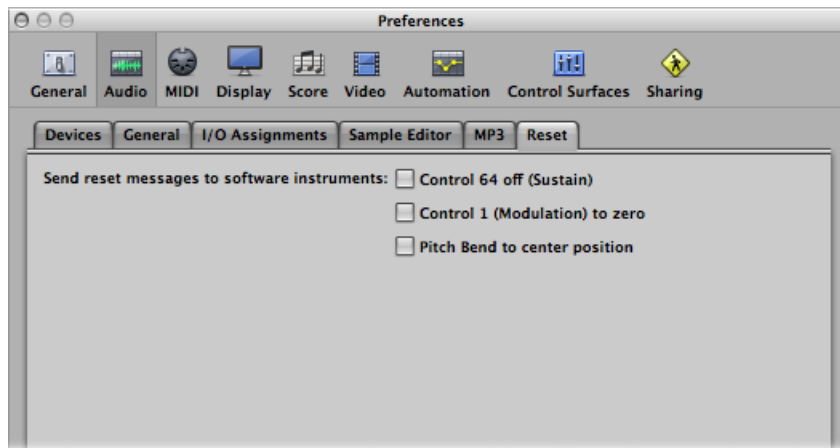 Preferences
General Audio MIDI Display Score Video Automation Control Surfaces Sharing
Devices General I/O Assignments Sample Editor MP3 Reset
Send reset messages to software instruments: Control 64 off (Sustain)
Control 1 (Modulation) to zero
Pitch Bend to center position